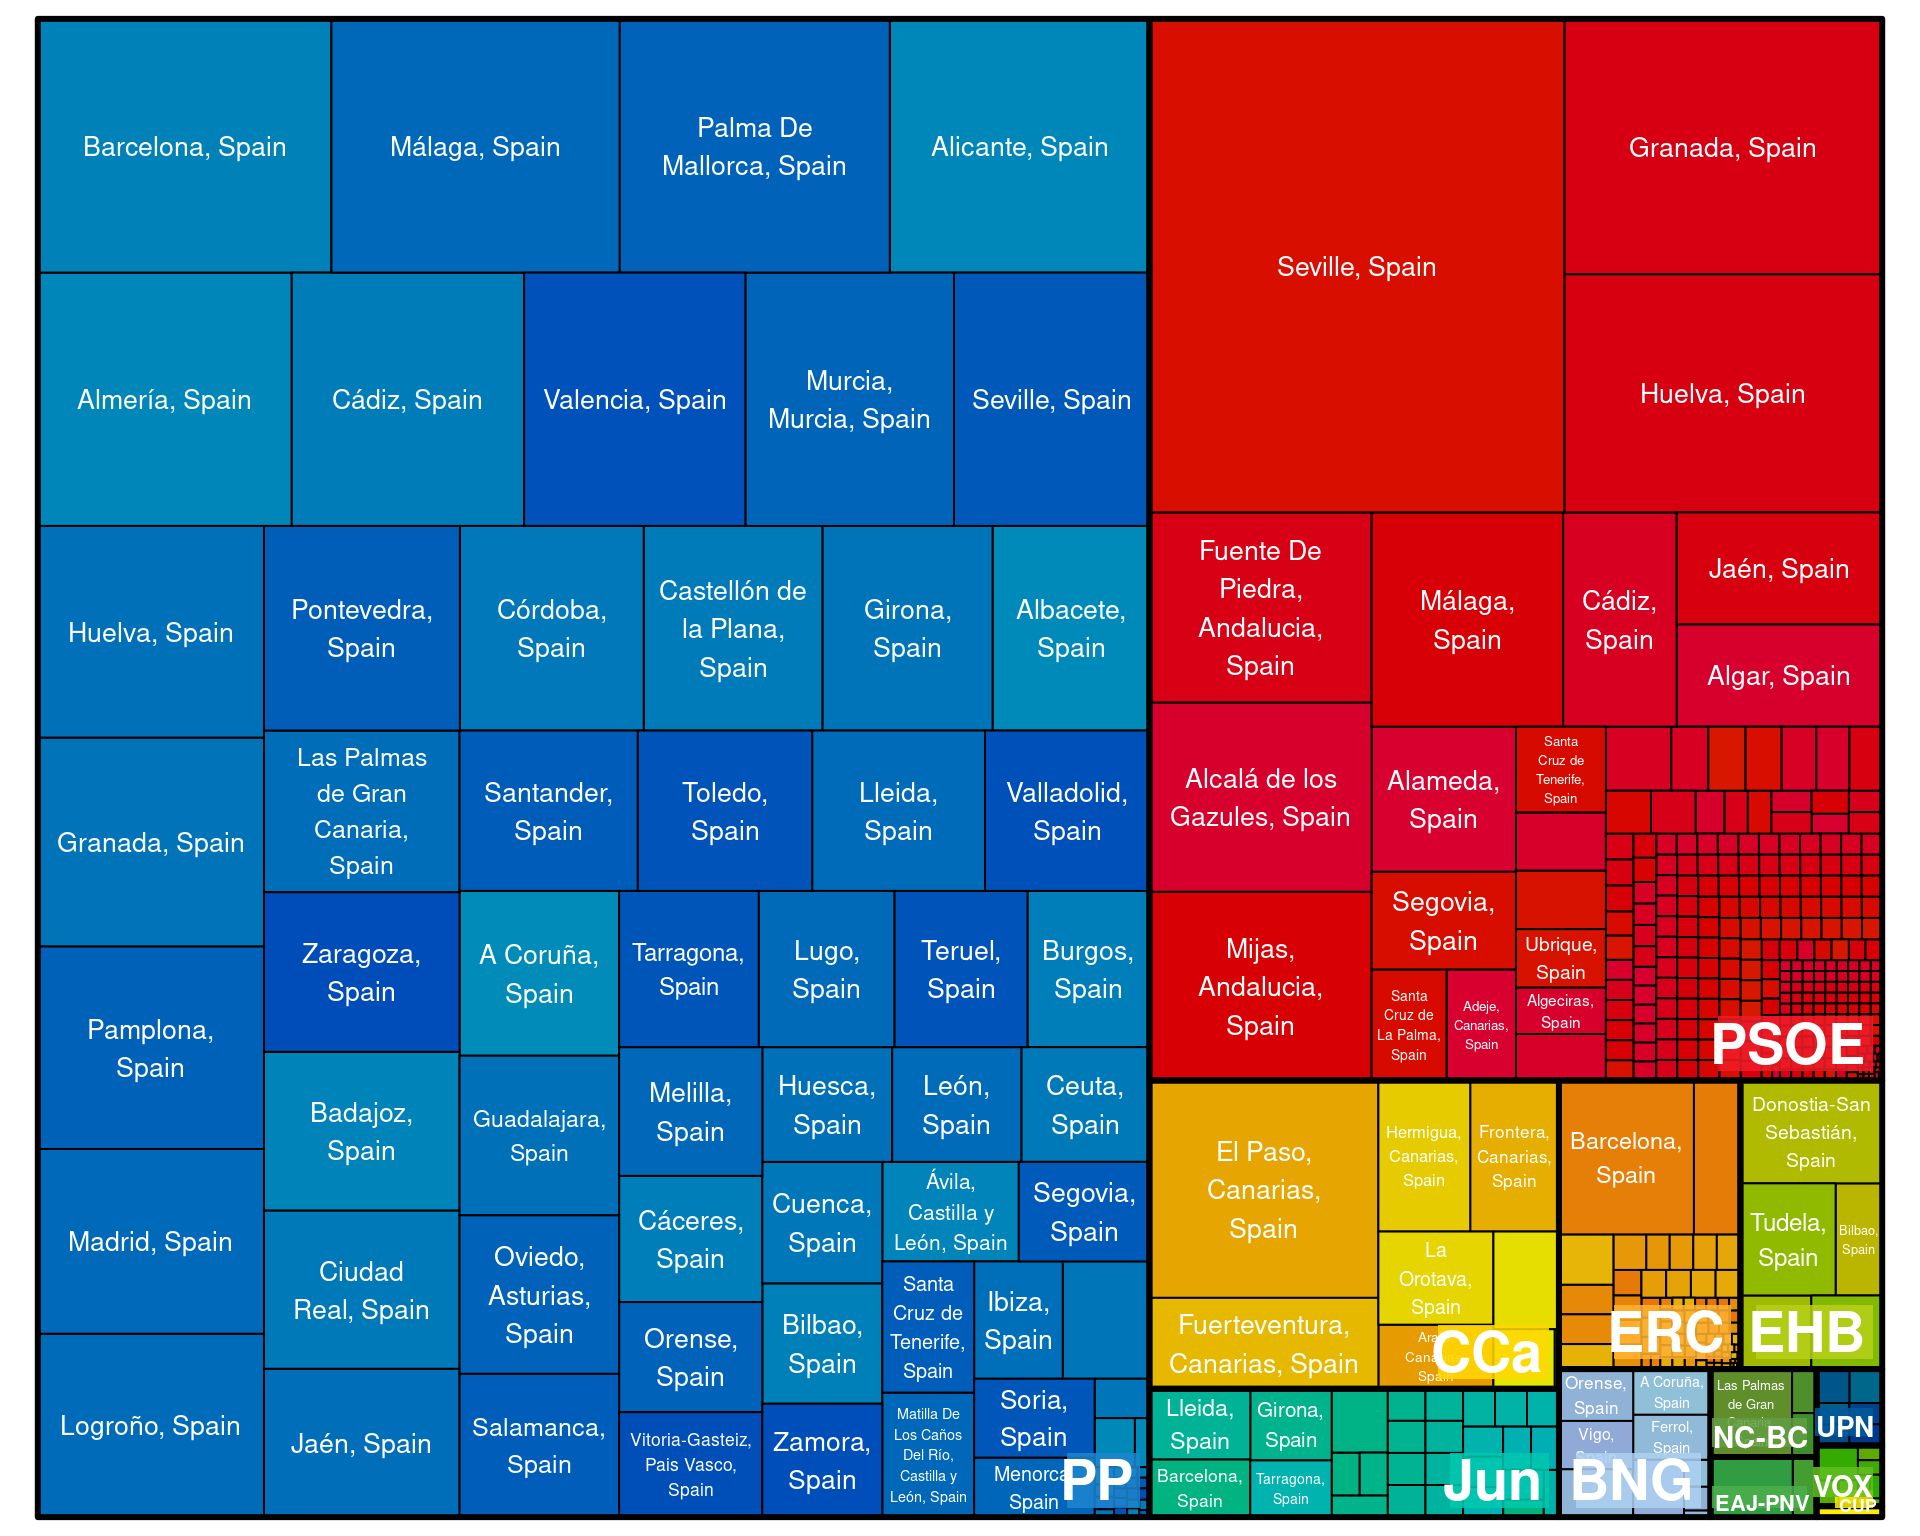 Barcelona, Spain
Málaga, Spain
Palma De
Mallorca, Spain
Alicante, Spain
Almería, Spain
Cádiz, Spain
Valencia, Spain
Murcia,
Murcia, Spain
Seville, Spain
Huelva, Spain
Granada, Spain
Pamplona,
Spain
Madrid, Spain
Logroño, Spain
Pontevedra,
Spain
Las Palmas
de Gran
Canaria,
Spain
Zaragoza,
Spain
Badajoz,
Spain
Ciudad
Real, Spain
Jaén, Spain
Córdoba,
Spain
Castellón de
la Plana,
Spain
Girona,
Spain
Albacete,
Spain
Santander,
Spain
Toledo,
Spain
Lleida,
Spain
Valladolid,
Spain
A Coruña,
Spain
Guadalajara,
Spain
Oviedo,
Asturias,
Spain
Salamanca,
Spain
Tarragona,
Spain
Lugo,
Spain
Teruel,
Spain
Burgos,
Spain
Melilla,
Spain
Cáceres,
Spain
Orense,
Spain
Vitoria-Gasteiz,
Pais Vasco,
Spain
Huesca,
Spain
León,
Spain
Ceuta,
Spain
Cuenca,
Spain
Bilbao,
Spain
Zamora,
Spain
Ávila,
Castilla y
León, Spain
Segovia,
Spain
Santa
Cruz de
Tenerife,
Spain
Matilla De
Los Caños
Del Río,
Castilla y
León, Spain
Ibiza,
Spain
Soria,
Spain
Menorca
Spain
PP
Seville, Spain
Granada, Spain
Huelva, Spain
Fuente De
Piedra,
Andalucia,
Spain
Alcalá de los
Gazules, Spain
Mijas,
Andalucia,
Spain
Málaga,
Spain
Cádiz,
Spain
Jaén, Spain
Algar, Spain
Alameda,
Spain
Segovia,
Spain
Santa
Cruz de
La Palma,
Spain
Adeje,
Canarias,
Spain
Santa
Cruz de
Tenerife,
Spain
Ubrique,
Spain
Algeciras,
Spain
PSOE
El Paso,
Canarias,
Spain
Fuerteventura,
Canarias, Spain
Hermigua,
Canarias,
Spain
Frontera,
Canarias,
Spain
La
Orotava,
Spain
CCa
Barcelona,
Spain
ERC
Donostia-San
Sebastián,
Spain
Tudela,
Spain
Bilbao,
Spain
EHB
Lleida,
Spain
Barcelona,
Spain
Girona,
Spain
Tarragona,
Spain
Jun
Orense,
Spain
Vigo,
A Coruña,
Spain
Ferrol,
Spain
BNG
Las Palmas
de Gran
NC-BC
EAJ-PNV
UPN
VOX
CUP